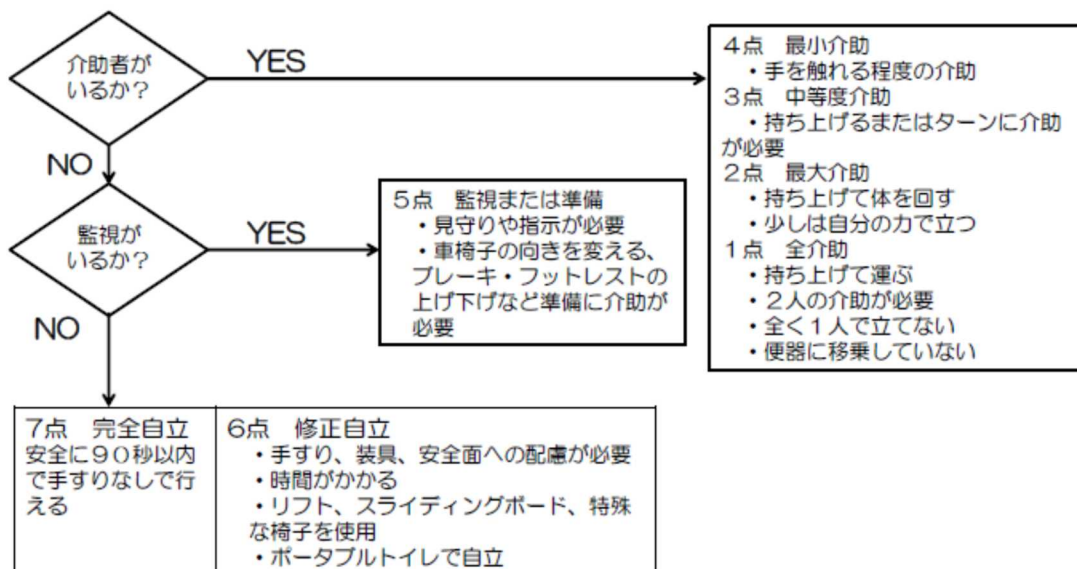 介助者が
いるか？
YES
NO
4点　最小介助
・手を触れる程度の介助
3点　中等度介助
・持ち上げるまたはターンに介助
が必要
2点　最大介助
・持ち上げて体を回す
・少しは自分の力で立つ
1点　全介助
・持ち上げて運ぶ
・２人の介助が必要
・全く１人で立てない
・便器に移乗していない
監視が
いるか？
YES
NO
5点　監視または準備
・見守りや指示が必要
・車椅子の向きを変える、
ブレーキ・フットレストの
上げ下げなど準備に介助が
必要
7点　完全自立
安全に９０秒以内
で手すりなしで行
える
6点　修正自立
・手すり、装具、安全面への配慮が必要
・時間がかかる
・リフト、スライディングボード、特殊
な椅子を使用
・ポータブルトイレで自立